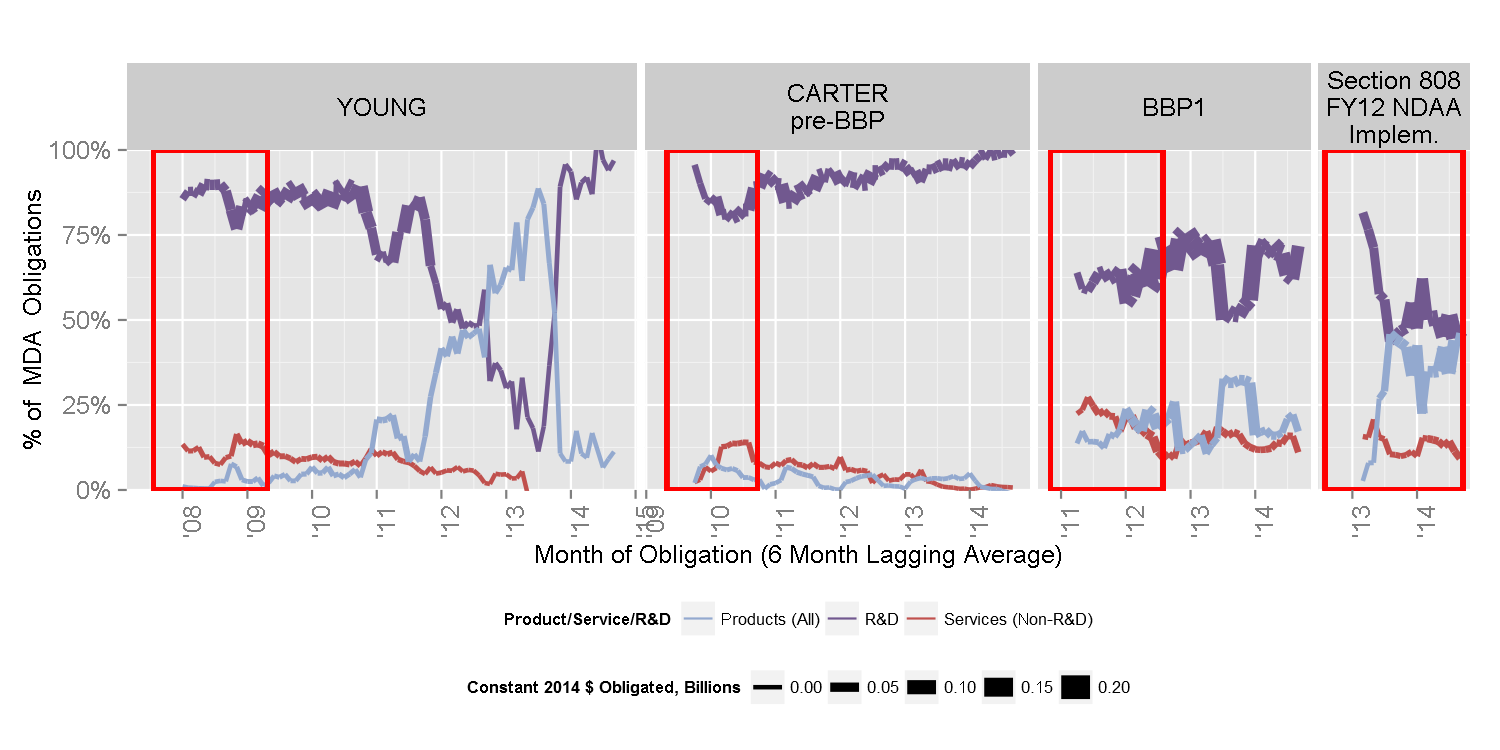 YOUNG
CARTER
pre-BBP
BBP1
Section 808
FY12 NDAA
Implem.
% of MDA Obligations
100%
75%
50%
25%
0%
'08
'09
'10
'11
'12
'13
'14
'15
'09
'10
'11
'12
'13
'14
'11
'12
'13
'14
'13
'14
Month of Obligation (6 Month Lagging Average)
Product/Service/R&D Products (All) R&D Services (Non-R&D)
Constant 2014 $ Obligated, Billions 0.00 0.05 0.10 0.15 0.20